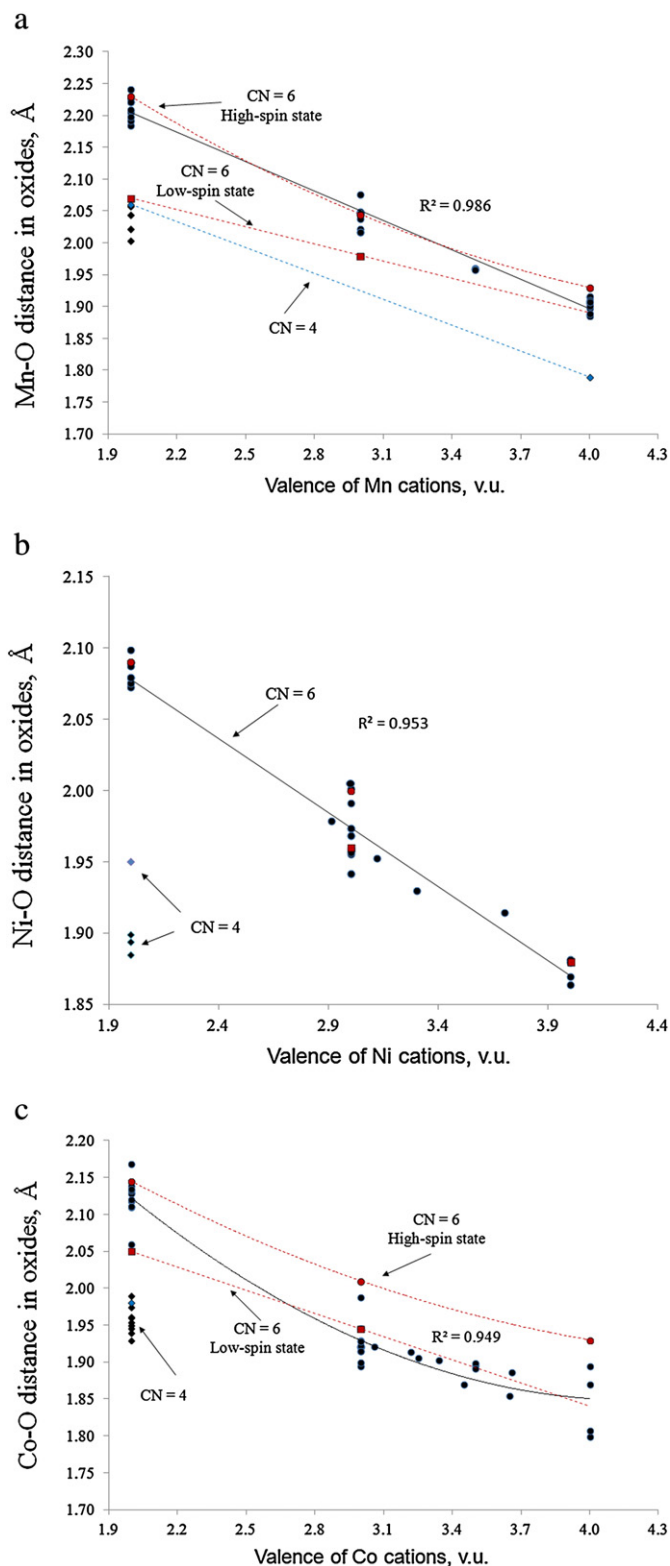 a
2.30
2.25
2.20
2.15
2.10
2.05
2.00
1.95
1.90
1.85
1.80
1.75
1.70
CN = 6
High-spin state
CN = 6
Low-spin state
R² = 0.986
CN = 4
Mn-O distance in oxides, Å
1.9 2.2 2.5 2.8 3.1 3.4 3.7 4.0 4.3
Valence of Mn cations, v.u.
b
2.15
2.10
2.05
2.00
1.95
1.90
1.85
CN = 6
R² = 0.953
CN = 4
Ni-O distance in oxides, Å
1.9 2.4 2.9 3.4 3.9 4.4
Valence of Ni cations, v.u.
c
2.20
2.15
2.10
2.05
2.00
1.95
1.90
1.85
1.80
1.75
1.70
CN = 6
High-spin state
CN = 6
Low-spin state
R² = 0.949
CN = 4
Co-O distance in oxides, Å
1.9 2.2 2.5 2.8 3.1 3.4 3.7 4.0 4.3
Valence of Co cations, v.u.